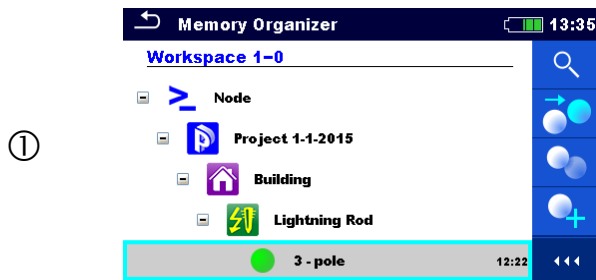 Memory Organizer 13:35
Workspace 1-0
Node
Project 1-1-2015
①
Building
Lightning Rod
3 - pole 12:22